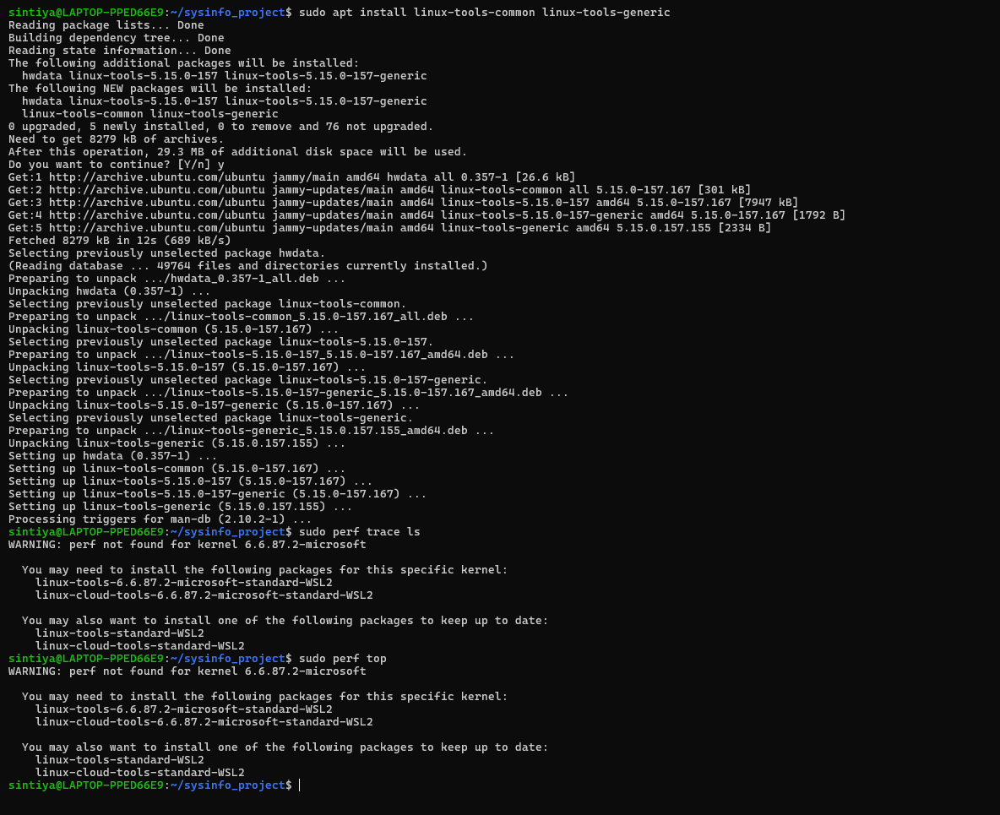 sintiya@LAPTOP-PPED66E9:~/sysinfo_project$ sudo apt install linux-tools-common linux-tools-generic
Reading package lists... Done
Building dependency tree... Done
Reading state information... Done
The following additional packages will be installed:
  hwdata linux-tools-5.15.0-157 linux-tools-5.15.0-157-generic
The following NEW packages will be installed:
  hwdata linux-tools-5.15.0-157 linux-tools-5.15.0-157-generic
  linux-tools-common linux-tools-generic
0 upgraded, 5 newly installed, 0 to remove and 76 not upgraded.
Need to get 8279 kB of archives.
After this operation, 29.3 MB of additional disk space will be used.
Do you want to continue? [Y/n] y
Get:1 http://archive.ubuntu.com/ubuntu jammy/main amd64 hwdata all 0.357-1 [26.6 kB]
Get:2 http://archive.ubuntu.com/ubuntu jammy-updates/main amd64 linux-tools-common all 5.15.0-157.167 [301 kB]
Get:3 http://archive.ubuntu.com/ubuntu jammy-updates/main amd64 linux-tools-5.15.0-157 amd64 5.15.0-157.167 [7947 kB]
Get:4 http://archive.ubuntu.com/ubuntu jammy-updates/main amd64 linux-tools-5.15.0-157-generic amd64 5.15.0-157.167 [1792 B]
Get:5 http://archive.ubuntu.com/ubuntu jammy-updates/main amd64 linux-tools-generic amd64 5.15.0.157.155 [2334 B]
Fetched 8279 kB in 12s (689 kB/s)
Selecting previously unselected package hwdata.
(Reading database ... 49764 files and directories currently installed.)
Preparing to unpack .../hwdata_0.357-1_all.deb ...
Unpacking hwdata (0.357-1) ...
Selecting previously unselected package linux-tools-common.
Preparing to unpack .../linux-tools-common_5.15.0-157.167_all.deb ...
Unpacking linux-tools-common (5.15.0-157.167) ...
Selecting previously unselected package linux-tools-5.15.0-157.
Preparing to unpack .../linux-tools-5.15.0-157_5.15.0-157.167_amd64.deb ...
Unpacking linux-tools-5.15.0-157 (5.15.0-157.167) ...
Selecting previously unselected package linux-tools-5.15.0-157-generic.
Preparing to unpack .../linux-tools-5.15.0-157-generic_5.15.0-157.167_amd64.deb ...
Unpacking linux-tools-5.15.0-157-generic (5.15.0-157.167) ...
Selecting previously unselected package linux-tools-generic.
Preparing to unpack .../linux-tools-generic_5.15.0.157.155_amd64.deb ...
Unpacking linux-tools-generic (5.15.0.157.155) ...
Setting up hwdata (0.357-1) ...
Setting up linux-tools-common (5.15.0-157.167) ...
Setting up linux-tools-5.15.0-157 (5.15.0-157.167) ...
Setting up linux-tools-5.15.0-157-generic (5.15.0-157.167) ...
Setting up linux-tools-generic (5.15.0.157.155) ...
Processing triggers for man-db (2.10.2-1) ...
sintiya@LAPTOP-PPED66E9:~/sysinfo_project$ sudo perf trace ls
WARNING: perf not found for kernel 6.6.87.2-microsoft

  You may need to install the following packages for this specific kernel:
    linux-tools-6.6.87.2-microsoft-standard-WSL2
    linux-cloud-tools-6.6.87.2-microsoft-standard-WSL2

  You may also want to install one of the following packages to keep up to date:
    linux-tools-standard-WSL2
    linux-cloud-tools-standard-WSL2
sintiya@LAPTOP-PPED66E9:~/sysinfo_project$ sudo perf top
WARNING: perf not found for kernel 6.6.87.2-microsoft

  You may need to install the following packages for this specific kernel:
    linux-tools-6.6.87.2-microsoft-standard-WSL2
    linux-cloud-tools-6.6.87.2-microsoft-standard-WSL2

  You may also want to install one of the following packages to keep up to date:
    linux-tools-standard-WSL2
    linux-cloud-tools-standard-WSL2
sintiya@LAPTOP-PPED66E9:~/sysinfo_project$